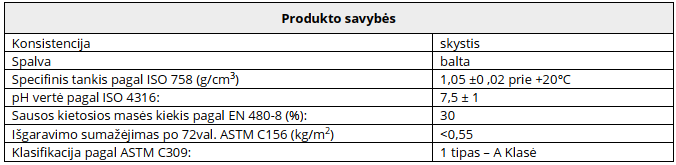 Produkto savybės
Konsistencija skystis
Spalva balta
Specifinis tankis pagal ISO 758 (g/cm³) 1,05 ±0 ,02 prie +20°C
pH vertė pagal ISO 4316: 7,5 ± 1
Sausos kietosios masės kiekis pagal EN 480-8 (%): 30
Išgaravimo sumažėjimas po 72val. ASTM C156 (kg/m²) <0,55
Klasifikacija pagal ASTM C309: 1 tipas – A Klasė